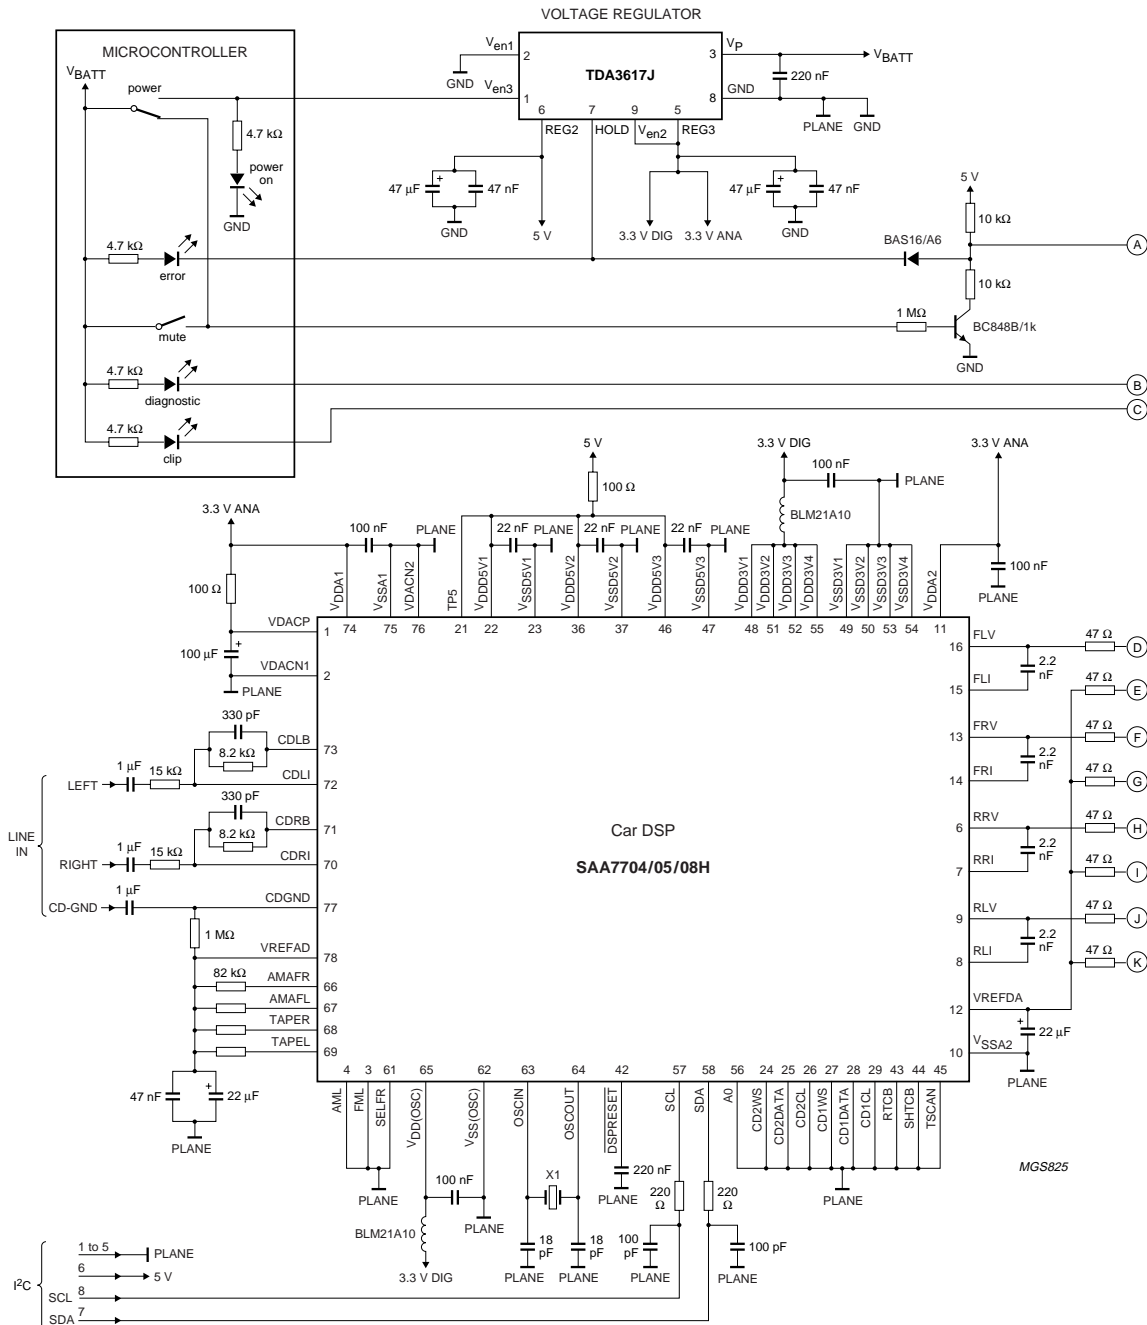 VOLTAGE REGULATOR
MICROCONTROLLER
VBATT
power
4.7 kΩ
power
on
GND
4.7 kΩ
error
mute
4.7 kΩ
diagnostic
4.7 kΩ
clip
Ven1
GND
Ven3
2
1
TDA3617J
3
8
VP
VBATT
220 nF
GND
PLANE
GND
6
7
9
5
REG2
HOLD
Ven2
REG3
47 μF
+
47 nF
GND
5 V
3.3 V DIG
3.3 V ANA
47 μF
+
47 nF
GND
5 V
10 kΩ
BAS16/A6
A
10 kΩ
1 MΩ
BC848B/1k
GND
B
C
3.3 V ANA
100 nF
PLANE
100 Ω
5 V
100 Ω
22 nF
PLANE
22 nF
PLANE
22 nF
PLANE
3.3 V DIG
100 nF
PLANE
BLM21A10
3.3 V ANA
100 nF
PLANE
VDDA1
VSSA1
VDACN2
TP5
VDDD5V1
VSSD5V1
VDDD5V2
VSSD5V2
VDDD5V3
VSSD5V3
VDDD3V1
VDDD3V2
VDDD3V3
VDDD3V4
VSSD3V1
VSSD3V2
VSSD3V3
VSSD3V4
VDDA2
74
75
76
21
22
23
36
37
46
47
48
51
52
55
49
50
53
54
11
VDACP
1
100 μF
+
VDACN1
2
PLANE
330 pF
8.2 kΩ
CDLB
73
LEFT
1 μF
15 kΩ
CDLI
72
330 pF
8.2 kΩ
CDRB
71
LINE
IN
RIGHT
1 μF
15 kΩ
CDRI
70
CD-GND
1 μF
CDGND
77
1 MΩ
VREFAD
78
82 kΩ
AMAFR
66
AMAFL
67
TAPER
68
TAPEL
69
47 nF
+
22 μF
PLANE
Car DSP
SAA7704/05/08H
16
FLV
47 Ω
D
2.2
nF
15
FLI
47 Ω
E
13
FRV
47 Ω
F
2.2
nF
14
FRI
47 Ω
G
6
RRV
47 Ω
H
2.2
nF
7
RRI
47 Ω
I
9
RLV
47 Ω
J
2.2
nF
8
RLI
47 Ω
K
12
VREFDA
+
22 μF
10
VSSA2
PLANE
4
3
61
65
62
63
64
42
57
58
56
24
25
26
27
28
29
43
44
45
AML
FML
SELFR
VDD(OSC)
VSS(OSC)
OSCIN
OSCOUT
DSPRESET
SCL
SDA
A0
CD2WS
CD2DATA
CD2CL
CD1WS
CD1DATA
CD1CL
RTCB
SHTCB
TSCAN
PLANE
100 nF
PLANE
BLM21A10
3.3 V DIG
X1
18
pF
PLANE
18
pF
PLANE
220 nF
PLANE
220
Ω
220
Ω
100
pF
PLANE
100 pF
PLANE
PLANE
MGS825
I2C
1 to 5
PLANE
6
5 V
SCL
8
SDA
7